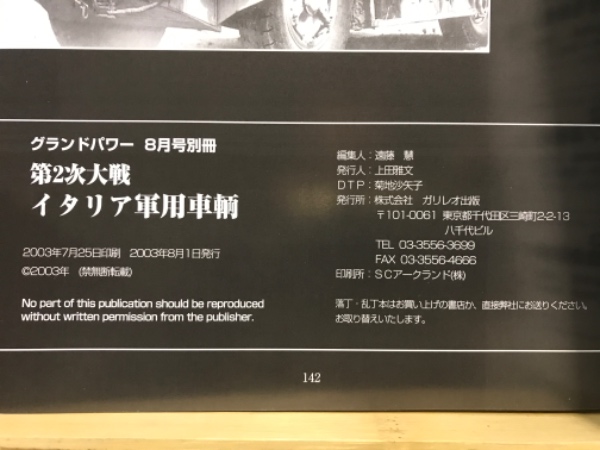 グランドパワー 8月号別冊
第2次大戦
イタリア軍用車輌
2003年7月25日印刷 2003年8月1日発行
©2003年 (禁無断転載)
No part of this publication should be reproduced
without written permission from the publisher.
編集人：遠藤 慧
発行人：上田雅文
DTP：菊地沙矢子
発行所：株式会社 ガリレオ出版
〒101-0061 東京都千代田区三崎町2-2-13
八千代ビル
TEL 03-3556-3699
FAX 03-3556-4666
印刷所：SCアークランド(株)
落丁・乱丁本はお買い上げの書店か、直接弊社にお送りください。
お取り替えいたします。
142